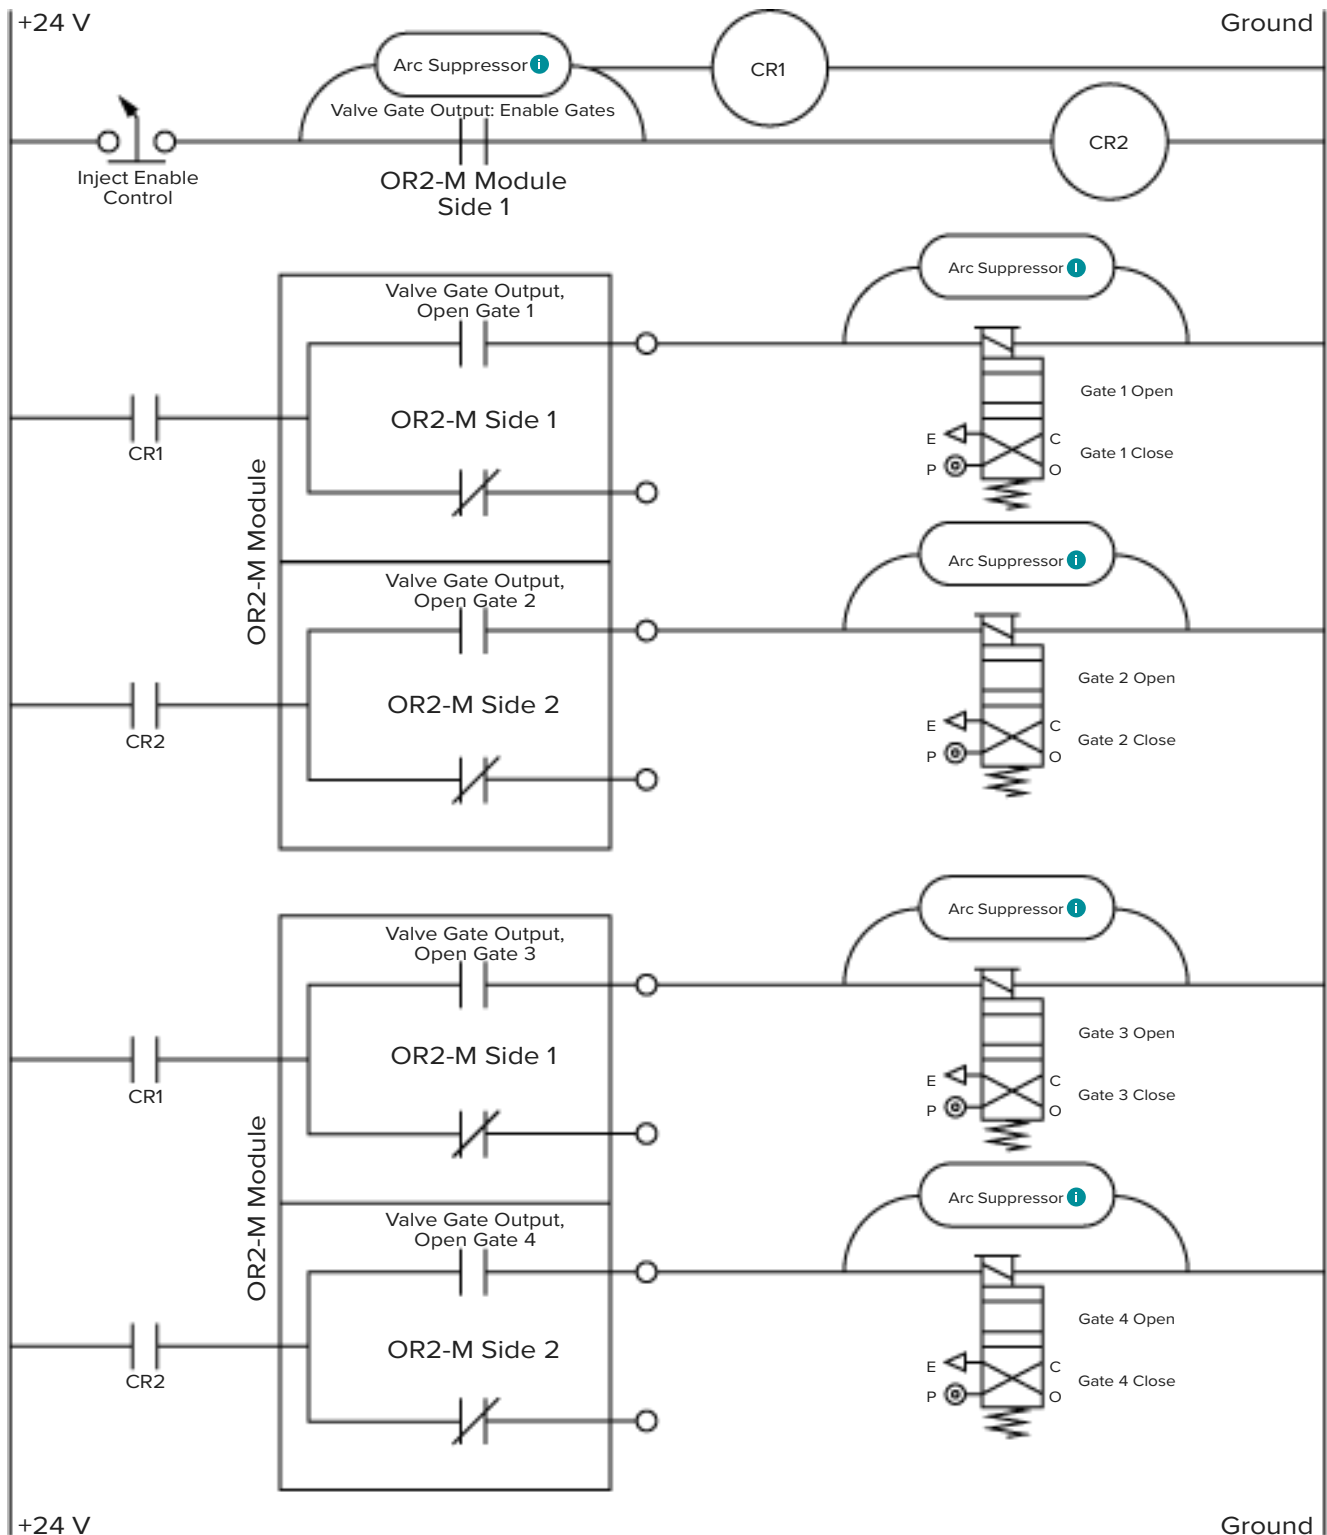 +24 V
Ground
Arc Suppressor i
CR1
Valve Gate Output: Enable Gates
CR2
Inject Enable
Control
OR2-M Module
Side 1
Arc Suppressor i
Valve Gate Output,
Open Gate 1
OR2-M Side 1
CR1
Gate 1 Open
E
C
Gate 1 Close
P
O
OR2-M Module
Arc Suppressor i
Valve Gate Output,
Open Gate 2
OR2-M Side 2
CR2
Gate 2 Open
E
C
Gate 2 Close
P
O
Arc Suppressor i
Valve Gate Output,
Open Gate 3
OR2-M Side 1
CR1
Gate 3 Open
E
C
Gate 3 Close
P
O
OR2-M Module
Arc Suppressor i
Valve Gate Output,
Open Gate 4
OR2-M Side 2
CR2
Gate 4 Open
E
C
Gate 4 Close
P
O
+24 V
Ground